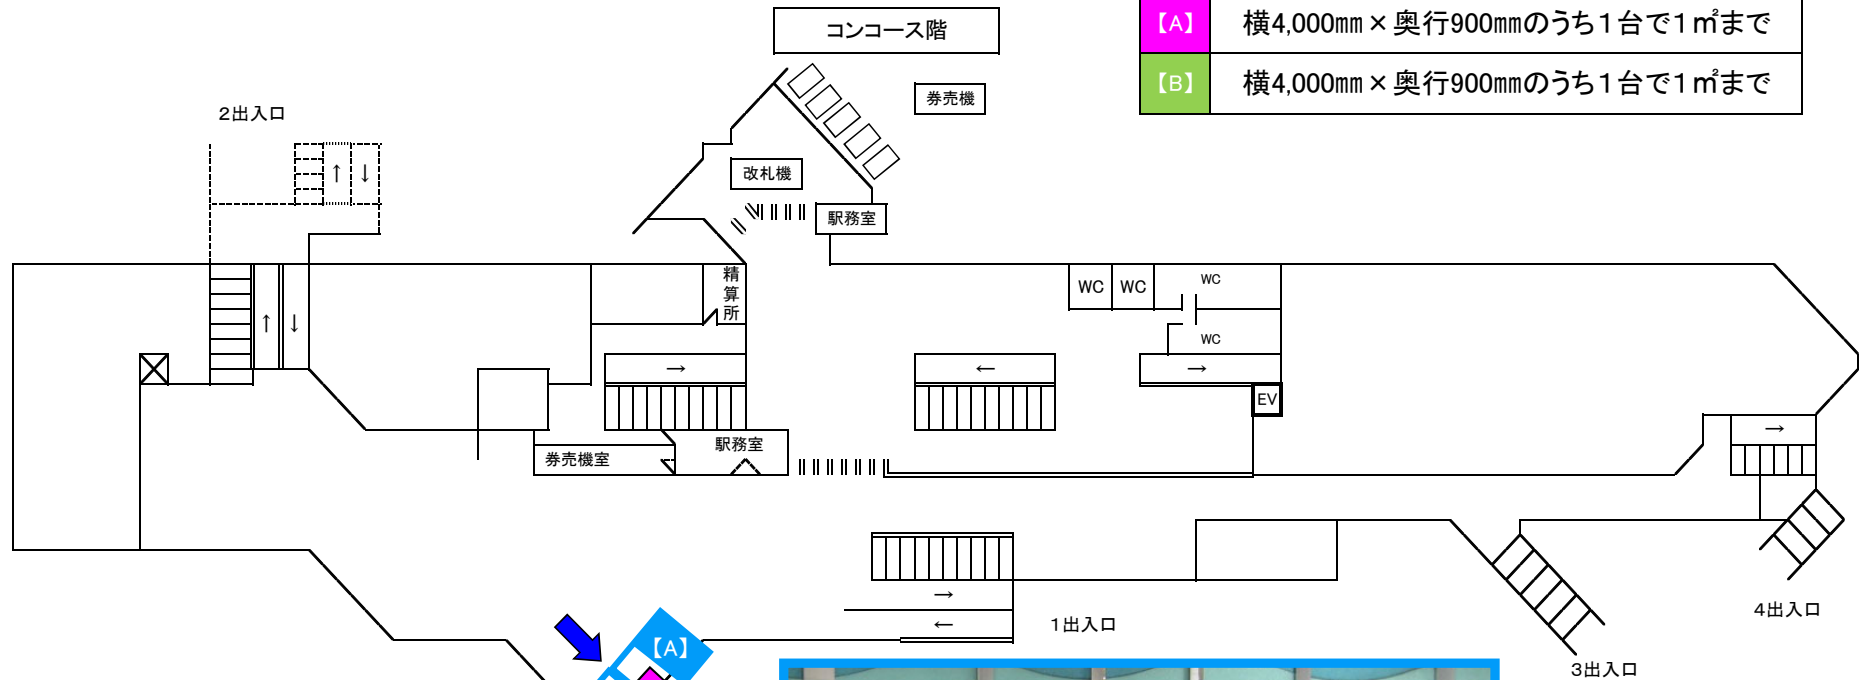 コンコース階
【A】 横4,000㎜×奥行900㎜のうち1台で1㎡まで
【B】 横4,000㎜×奥行900㎜のうち1台で1㎡まで
券売機
2出入口
↑ ↓
改札機
駅務室
精算所
WC WC WC
WC
↑ ↓
→ ← →
EV
→
駅務室
券売機室
→
←
1出入口
4出入口
【A】
3出入口